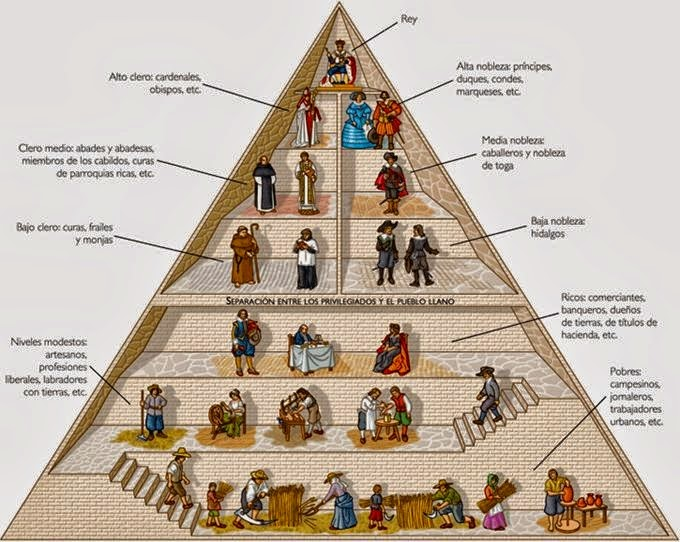 Rey
Alto clero: cardenales,
obispos, etc.
Alta nobleza: príncipes,
duques, condes,
marqueses, etc.
Clero medio: abades y abadesas,
miembros de los cabildos, curas
de parroquias ricas, etc.
Media nobleza:
caballeros y nobleza
de toga
Bajo clero: curas, frailes
y monjas
Baja nobleza:
hidalgos
SEPARACIÓN ENTRE LOS PRIVILEGIADOS Y EL PUEBLO LLANO
Ricos: comerciantes,
banqueros, dueños
de tierras, de títulos de
hacienda, etc.
Niveles modestos:
artesanos,
profesiones
liberales, labradores
con tierras, etc.
Pobres:
campesinos,
jornaleros,
trabajadores
urbanos, etc.